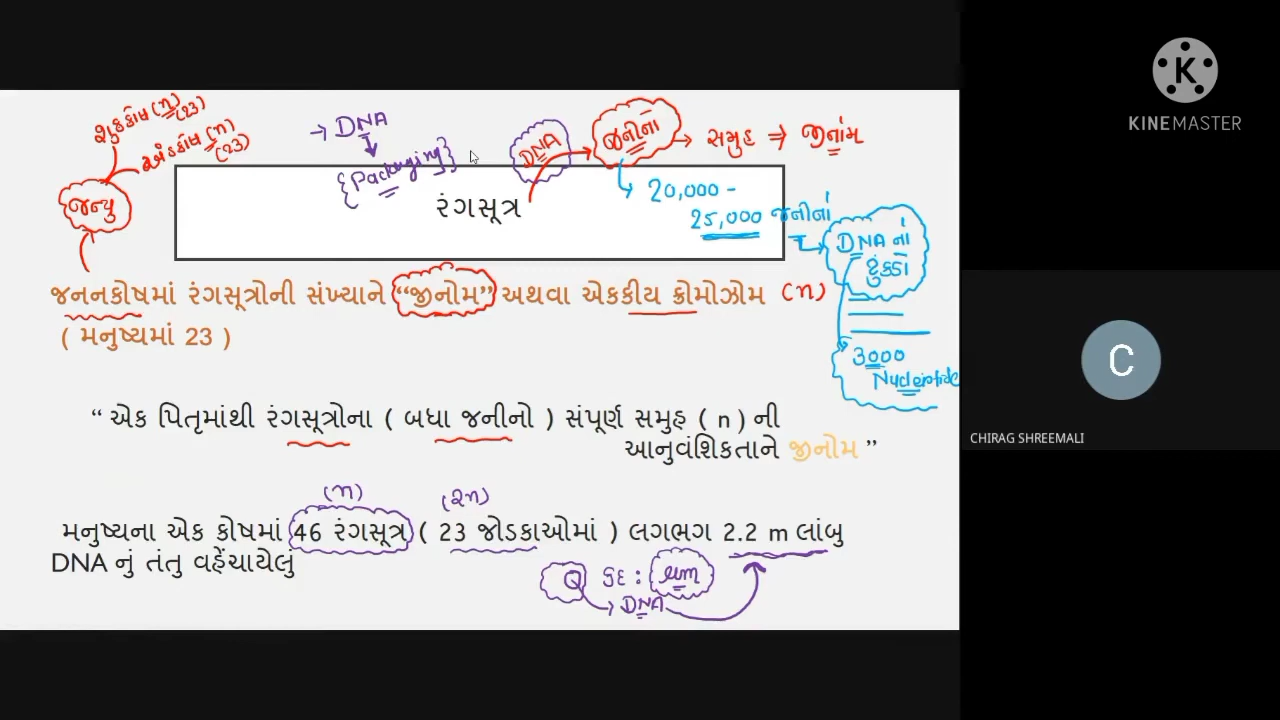 KINEMASTER
શુક્રકોષ (n) (23)
અંડકોષ (n) (23)
→ DNA
{Packaging}
DNA
જનીનો → સમુહ ⇒ જીનોમ
જન્યુ
રંગસૂત્ર
20,000 -
25,000 જનીનો
DNA નાં
ટુકડા
જનનકોષમાં રંગસૂત્રોની સંખ્યાને “જીનોમ” અથવા એકકીય ક્રોમોઝોમ (n)
( મનુષ્યમાં 23 )
3000
Nucleotide
“ એક પિતૃમાંથી રંગસૂત્રોના ( બધા જનીનો ) સંપૂર્ણ સમુહ ( n ) ની
આનુવંશિકતાને જીનોમ ”
CHIRAG SHREEMALI
C
(n) (2n)
મનુષ્યના એક કોષમાં 46 રંગસૂત્ર ( 23 જોડકાઓમાં ) લગભગ 2.2 m લાંબુ
DNA નું તંતુ વહેંચાયેલું
કદ : μm
→ DNA